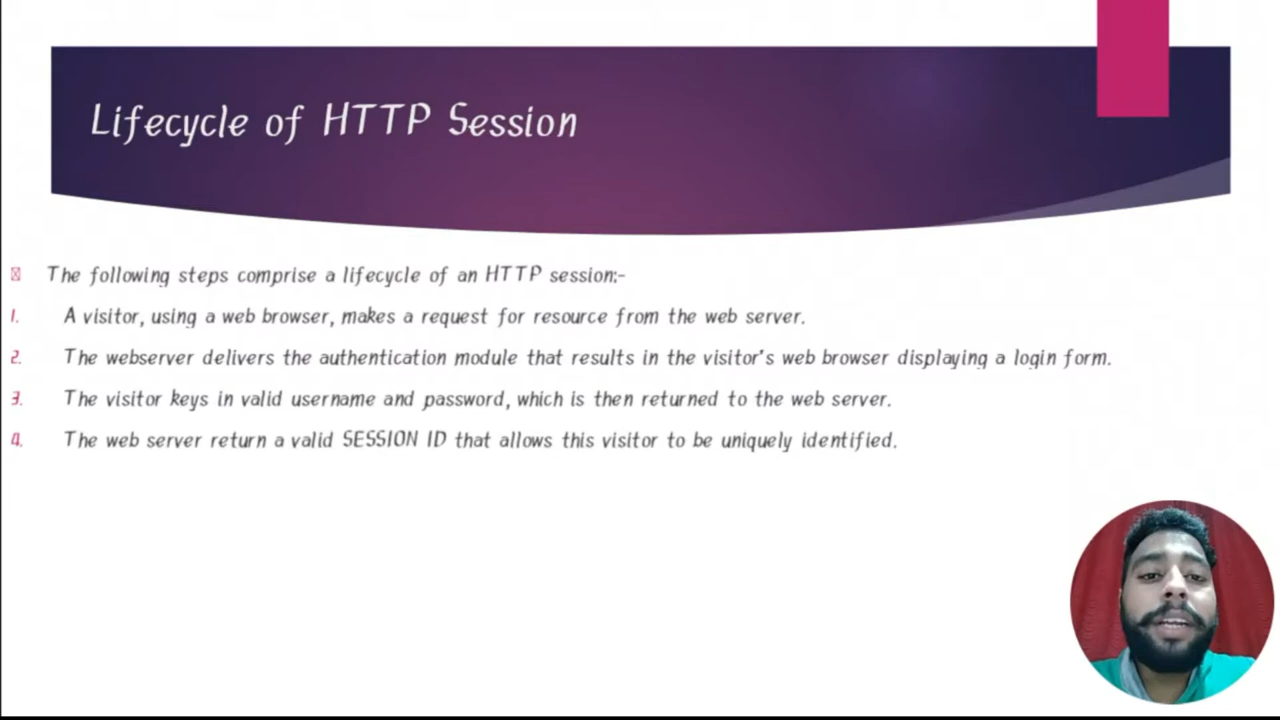 Lifecycle of HTTP Session
The following steps comprise a lifecycle of an HTTP session:-
1. A visitor, using a web browser, makes a request for resource from the web server.
2. The webserver delivers the authentication module that results in the visitor's web browser displaying a login form.
3. The visitor keys in valid username and password, which is then returned to the web server.
4. The web server return a valid SESSION ID that allows this visitor to be uniquely identified.